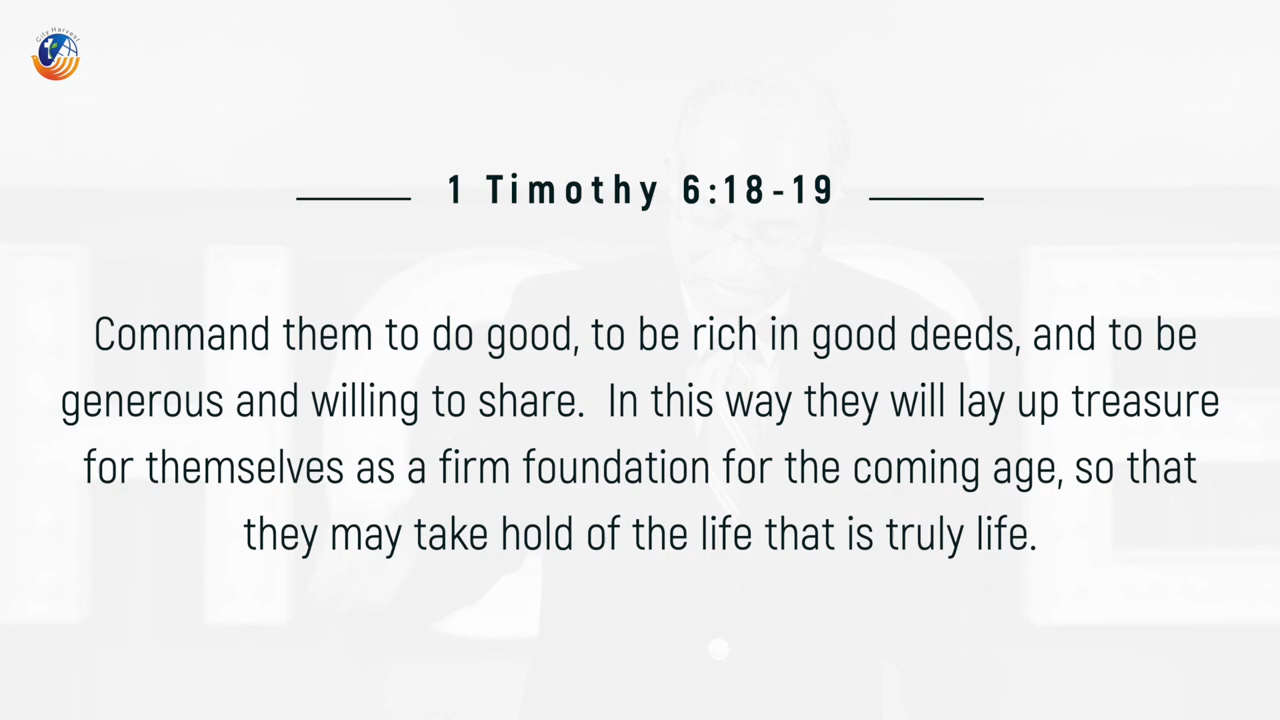 City Harvest
1 Timothy 6:18-19
Command them to do good, to be rich in good deeds, and to be
generous and willing to share.  In this way they will lay up treasure
for themselves as a firm foundation for the coming age, so that
they may take hold of the life that is truly life.